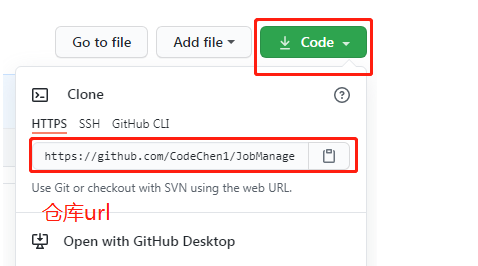 Go to file Add file Code
Clone
HTTPS SSH GitHub CLI
https://github.com/CodeChen1/JobManage
Use Git or checkout with SVN using the web URL.
仓库url
Open with GitHub Desktop